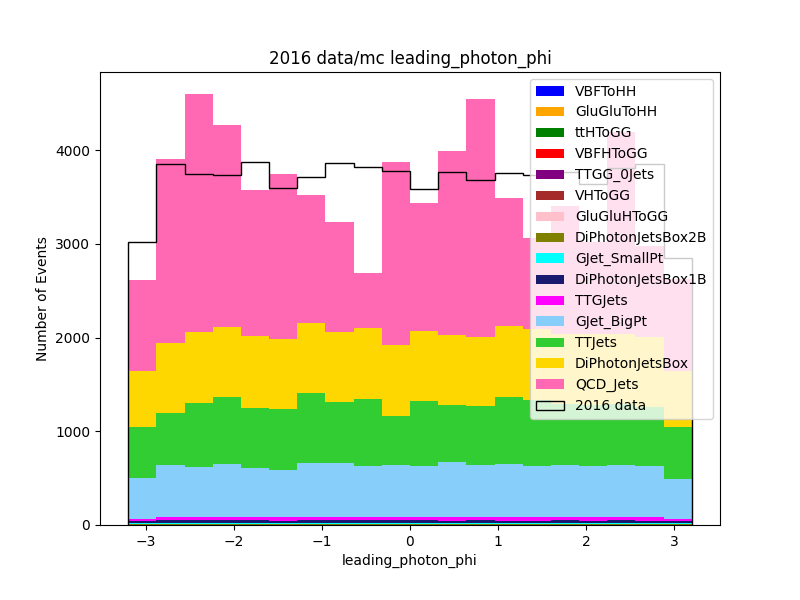 2016 data/mc leading_photon_phi
Number of Events
4000
3000
2000
1000
0
−3
−2
−1
0
1
2
3
leading_photon_phi
VBFToHH
GluGluToHH
ttHToGG
VBFHToGG
TTGG_0Jets
VHToGG
GluGluHToGG
DiPhotonJetsBox2B
GJet_SmallPt
DiPhotonJetsBox1B
TTGJets
GJet_BigPt
TTJets
DiPhotonJetsBox
QCD_Jets
2016 data